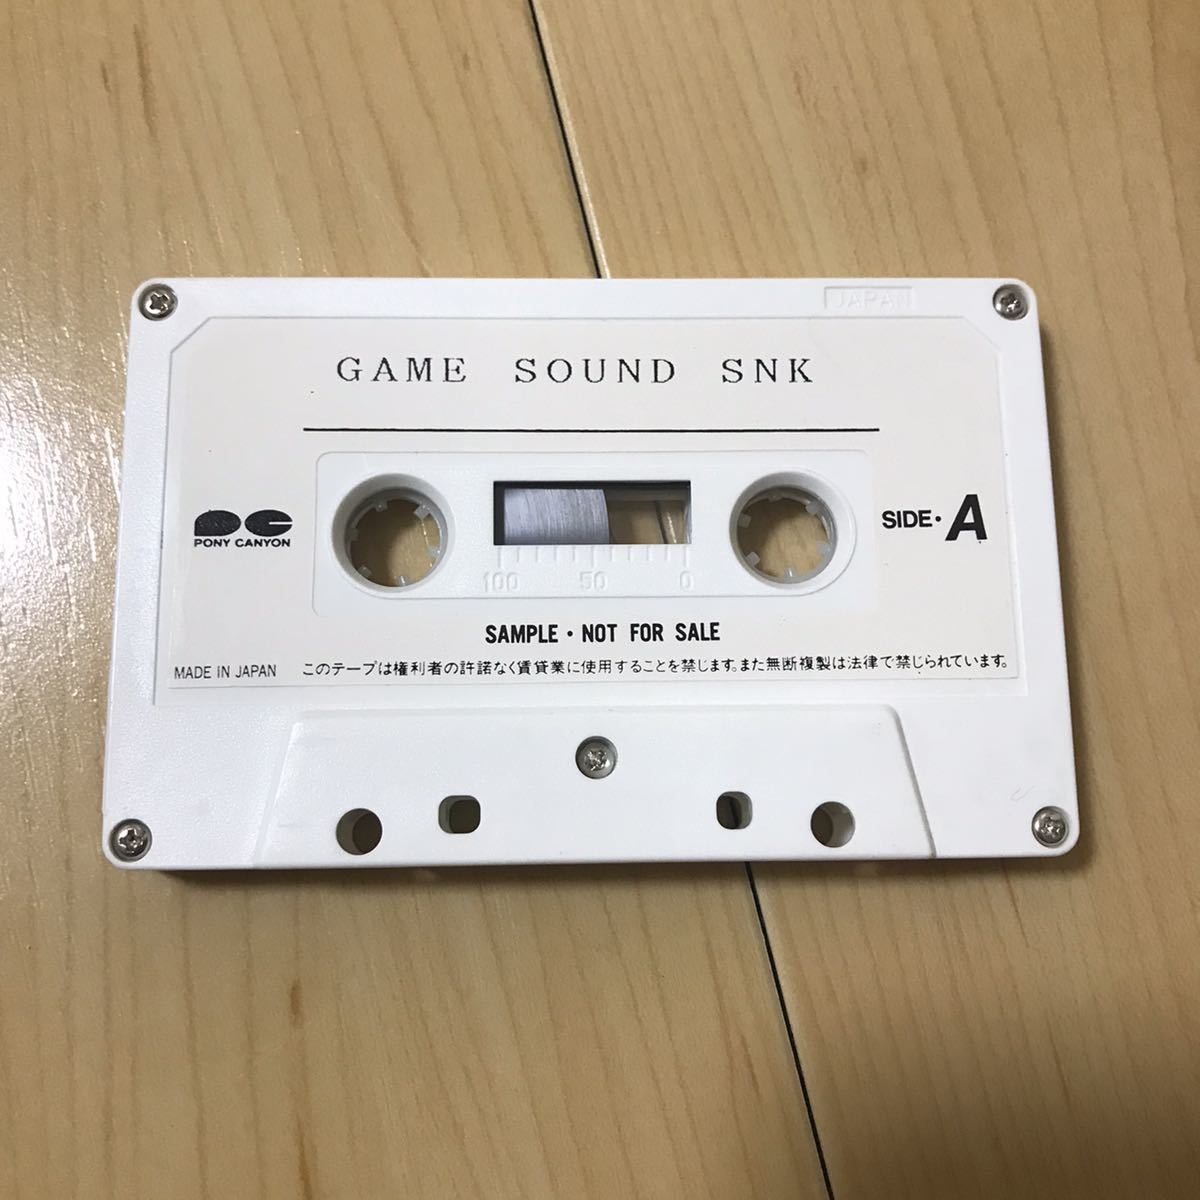 JAPAN
GAME SOUND SNK
PONY CANYON
SIDE・A
100 50 0
SAMPLE・NOT FOR SALE
MADE IN JAPAN このテープは権利者の許諾なく賃貸業に使用することを禁じます。また無断複製は法律で禁じられています。